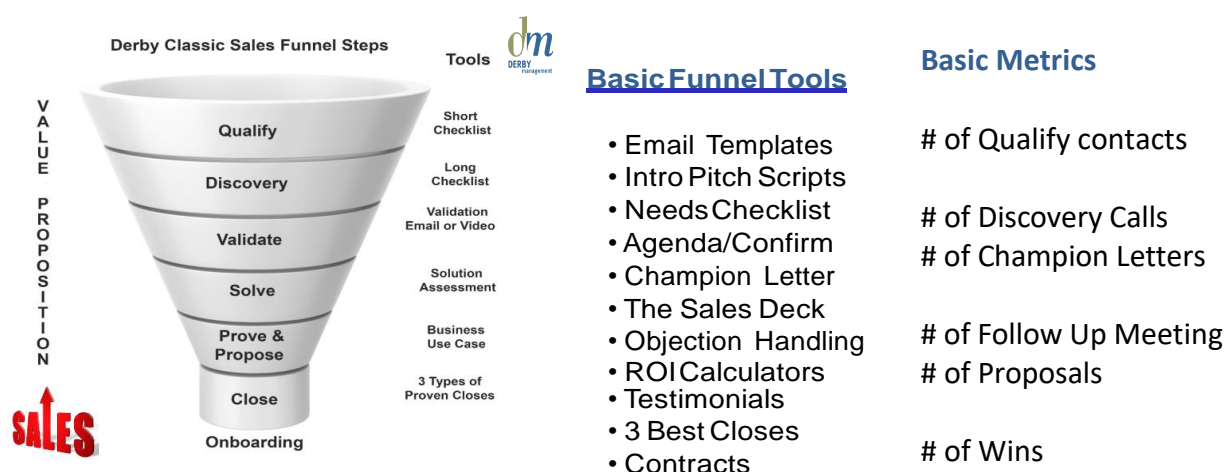 Derby Classic Sales Funnel Steps
Tools
dm
DERBY
management
VALUE PROPOSITION
Qualify
Short
Checklist
Discovery
Long
Checklist
Validate
Validation
Email or Video
Solve
Solution
Assessment
Prove &
Propose
Business
Use Case
Close
3 Types of
Proven Closes
Onboarding
SALES
Basic Funnel Tools
• Email Templates
• Intro Pitch Scripts
• Needs Checklist
• Agenda/Confirm
• Champion Letter
• The Sales Deck
• Objection Handling
• ROI Calculators
• Testimonials
• 3 Best Closes
• Contracts
Basic Metrics
# of Qualify contacts
# of Discovery Calls
# of Champion Letters
# of Follow Up Meeting
# of Proposals
# of Wins